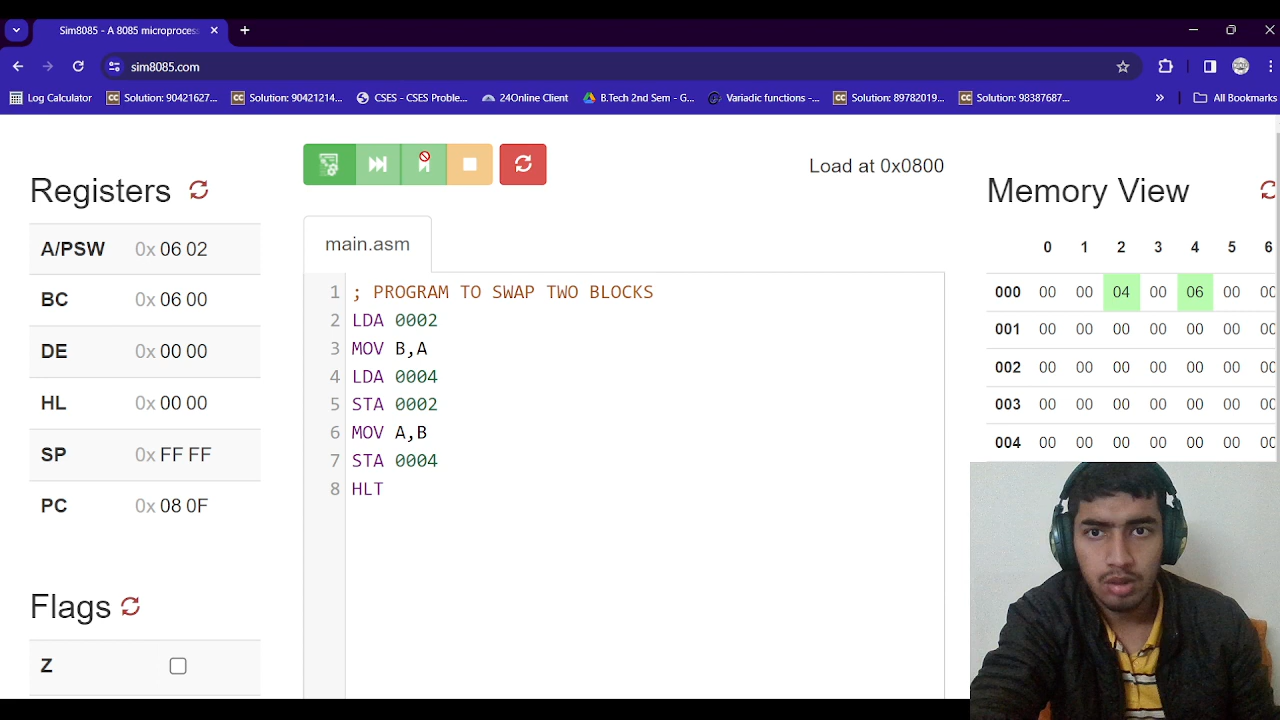 Sim8085 - A 8085 microprocess
sim8085.com
Log Calculator
Solution: 90421627...
Solution: 90421214...
CSES - CSES Proble...
24Online Client
B.Tech 2nd Sem - G...
Variadic functions -...
Solution: 89782019...
Solution: 98387687...
»
All Bookmarks
Load at 0x0800
Registers
A/PSW 0x 06 02
BC 0x 06 00
DE 0x 00 00
HL 0x 00 00
SP 0x FF FF
PC 0x 08 0F
Flags
Z
main.asm
1 ; PROGRAM TO SWAP TWO BLOCKS
2 LDA 0002
3 MOV B,A
4 LDA 0004
5 STA 0002
6 MOV A,B
7 STA 0004
8 HLT
Memory View
0 1 2 3 4 5 6
000 00 00 04 00 06 00 00
001 00 00 00 00 00 00 00
002 00 00 00 00 00 00 00
003 00 00 00 00 00 00 00
004 00 00 00 00 00 00 00